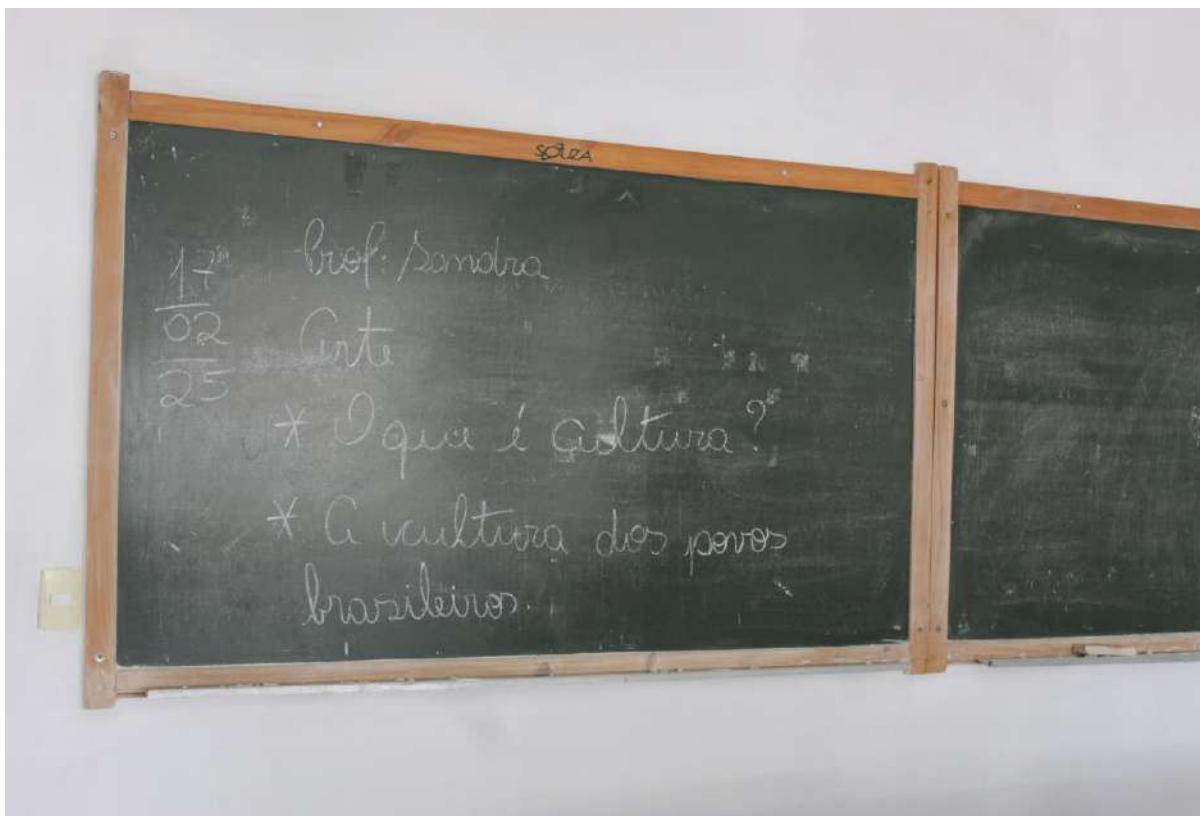 SOUZA
17
02
25
Prof: Sandra
Arte
* O que é cultura?
* A cultura dos povos
brasileiros.